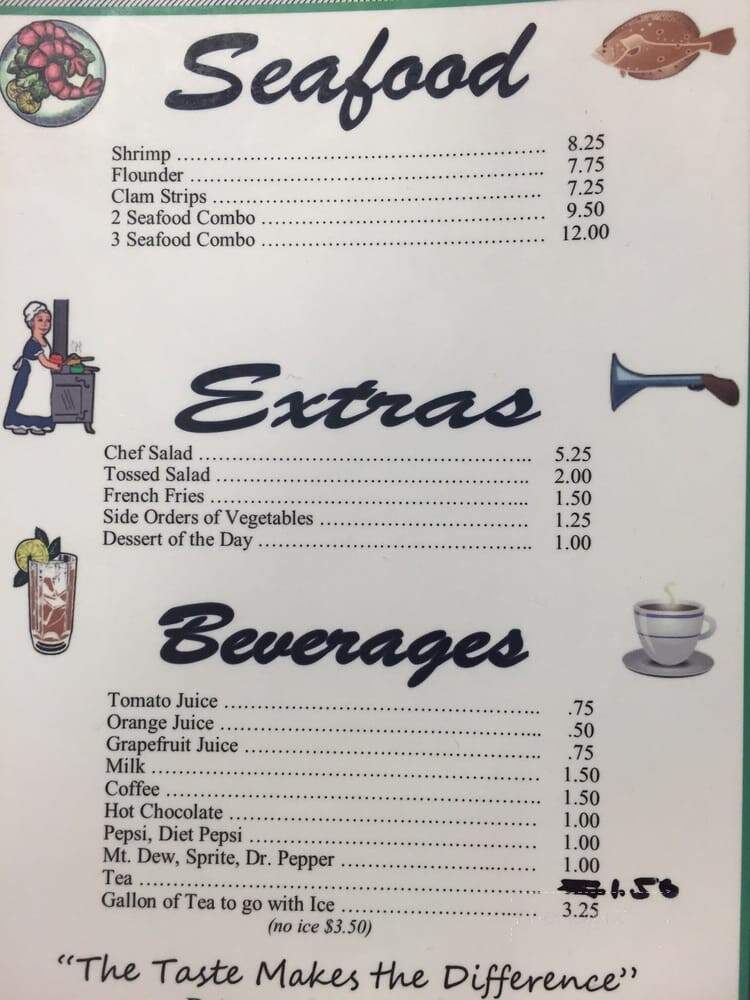 Seafood
Shrimp ........................................ 8.25
Flounder ........................................ 7.75
Clam Strips ........................................ 7.25
2 Seafood Combo ........................................ 9.50
3 Seafood Combo ........................................ 12.00
Extras
Chef Salad ........................................ 5.25
Tossed Salad ........................................ 2.00
French Fries ........................................ 1.50
Side Orders of Vegetables ........................................ 1.25
Dessert of the Day ........................................ 1.00
Beverages
Tomato Juice ........................................ .75
Orange Juice ........................................ .50
Grapefruit Juice ........................................ .75
Milk ........................................ 1.50
Coffee ........................................ 1.50
Hot Chocolate ........................................ 1.00
Pepsi, Diet Pepsi ........................................ 1.00
Mt. Dew, Sprite, Dr. Pepper ........................................ 1.00
Tea ........................................ 1.50
Gallon of Tea to go with Ice ........................................ 3.25
(no ice $3.50)
“The Taste Makes the Difference”